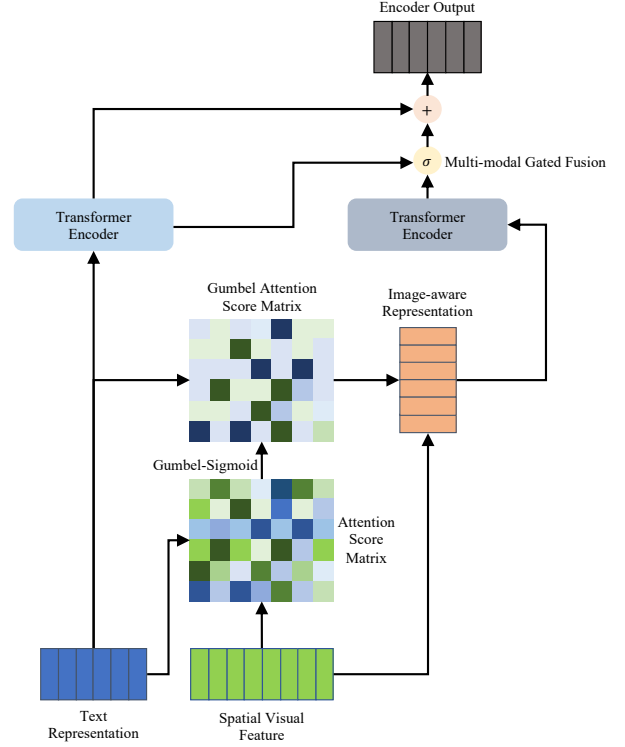 Encoder Output
+
σ
Multi-modal Gated Fusion
Transformer
Encoder
Transformer
Encoder
Gumbel Attention
Score Matrix
Image-aware
Representation
Gumbel-Sigmoid
Attention
Score
Matrix
Text
Representation
Spatial Visual
Feature